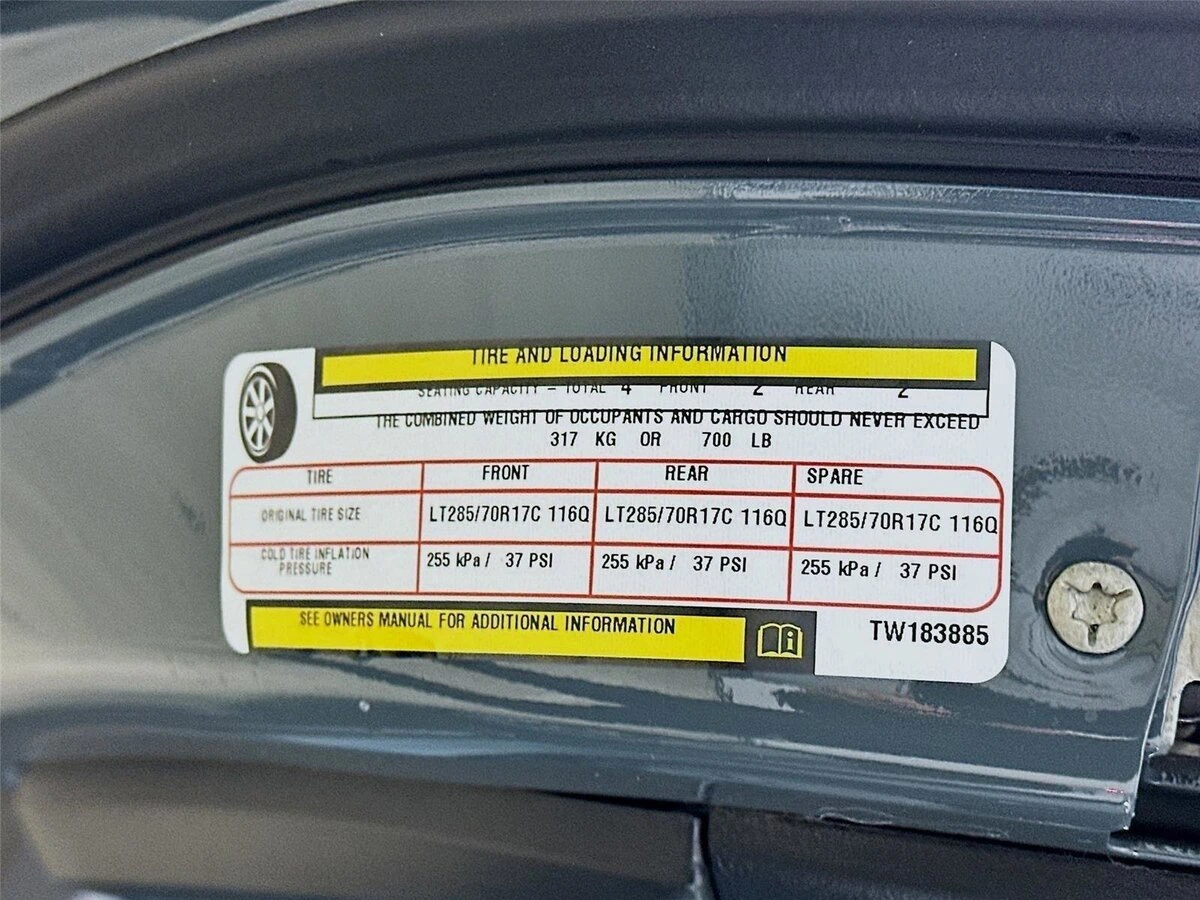 TIRE AND LOADING INFORMATION
SEATING CAPACITY – TOTAL 4 FRONT 2 REAR 2
THE COMBINED WEIGHT OF OCCUPANTS AND CARGO SHOULD NEVER EXCEED
317 KG OR 700 LB
TIRE FRONT REAR SPARE
ORIGINAL TIRE SIZE LT285/70R17C 116Q LT285/70R17C 116Q LT285/70R17C 116Q
COLD TIRE INFLATION PRESSURE 255 kPa / 37 PSI 255 kPa / 37 PSI 255 kPa / 37 PSI
SEE OWNERS MANUAL FOR ADDITIONAL INFORMATION
TW183885